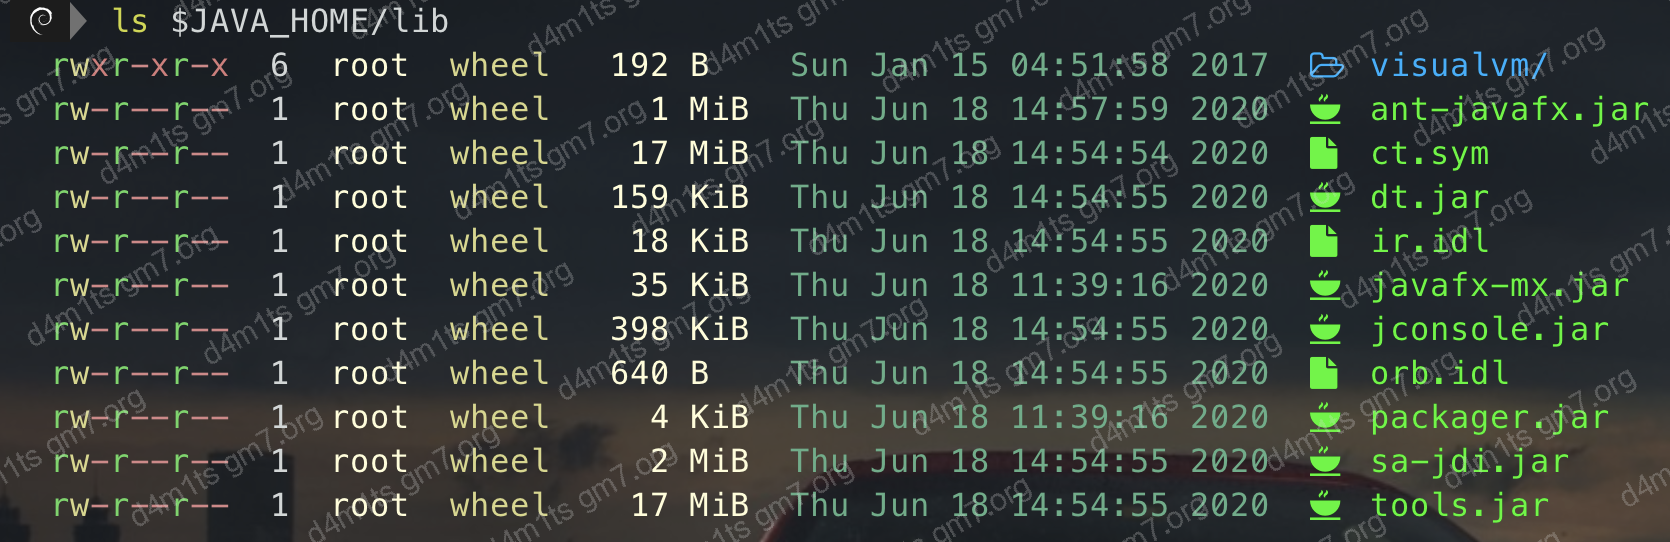 ls $JAVA_HOME/lib
rwxr-xr-x 6 root wheel 192 B Sun Jan 15 04:51:58 2017 visualvm/
rw-r--r-- 1 root wheel 1 MiB Thu Jun 18 14:57:59 2020 ant-javafx.jar
rw-r--r-- 1 root wheel 17 MiB Thu Jun 18 14:54:54 2020 ct.sym
rw-r--r-- 1 root wheel 159 KiB Thu Jun 18 14:54:55 2020 dt.jar
rw-r--r-- 1 root wheel 18 KiB Thu Jun 18 14:54:55 2020 ir.idl
rw-r--r-- 1 root wheel 35 KiB Thu Jun 18 11:39:16 2020 javafx-mx.jar
rw-r--r-- 1 root wheel 398 KiB Thu Jun 18 14:54:55 2020 jconsole.jar
rw-r--r-- 1 root wheel 640 B Thu Jun 18 14:54:55 2020 orb.idl
rw-r--r-- 1 root wheel 4 KiB Thu Jun 18 11:39:16 2020 packager.jar
rw-r--r-- 1 root wheel 2 MiB Thu Jun 18 14:54:55 2020 sa-jdi.jar
rw-r--r-- 1 root wheel 17 MiB Thu Jun 18 14:54:55 2020 tools.jar
d4m1ts gm7.org